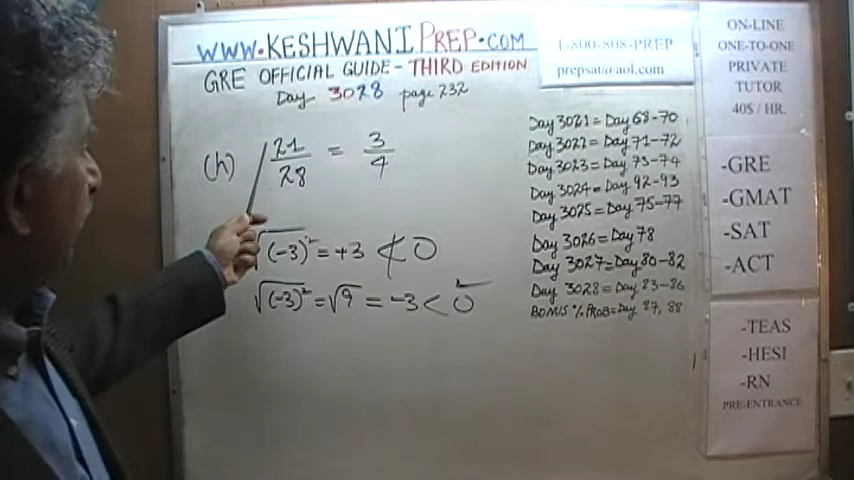 WWW.KESHWANIPREP.COM
GRE OFFICIAL GUIDE - THIRD EDITION
Day 3028 page 232
(h) 21/28 = 3/4
√(-3)² = +3 ≮ 0
√(-3)² = √9 = -3 < 0 ✓
1-800-808-PREP
prepsat@aol.com
Day 3021 = Day 68-70
Day 3022 = Day 71-72
Day 3023 = Day 73-74
Day 3024 = Day 92-93
Day 3025 = Day 75-77
Day 3026 = Day 78
Day 3027 = Day 80-82
Day 3028 = Day 83-86
BONUS % PROB = Day 87, 88
ON-LINE
ONE-TO-ONE
PRIVATE
TUTOR
40$ / HR.
-GRE
-GMAT
-SAT
-ACT
-TEAS
-HESI
-RN
PRE-ENTRANCE